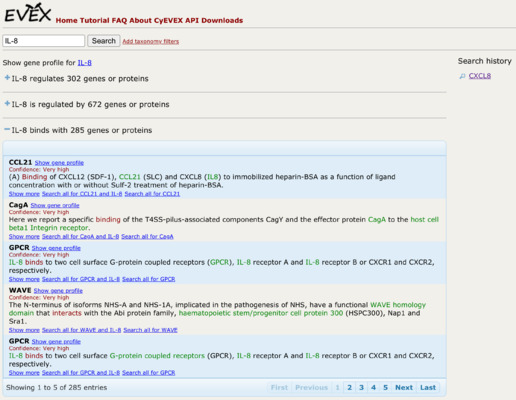 EVEX Home Tutorial FAQ About CyEVEX API Downloads
IL-8 Search Add taxonomy filters
Search history
CXCL8
Show gene profile for IL-8
IL-8 regulates 302 genes or proteins
IL-8 is regulated by 672 genes or proteins
IL-8 binds with 285 genes or proteins
CCL21 Show gene profile
Confidence: Very high
(A) Binding of CXCL12 (SDF-1), CCL21 (SLC) and CXCL8 (IL8) to immobilized heparin-BSA as a function of ligand
concentration with or without Sulf-2 treatment of heparin-BSA.
Show more Search all for CCL21 and IL-8 Search all for CCL21
CagA Show gene profile
Confidence: Very high
Here we report a specific binding of the T4SS-pilus-associated components CagY and the effector protein CagA to the host cell
beta1 Integrin receptor.
Show more Search all for CagA and IL-8 Search all for CagA
GPCR Show gene profile
Confidence: Very high
IL-8 binds to two cell surface G-protein coupled receptors (GPCR), IL-8 receptor A and IL-8 receptor B or CXCR1 and CXCR2,
respectively.
Show more Search all for GPCR and IL-8 Search all for GPCR
WAVE Show gene profile
Confidence: Very high
The N-terminus of isoforms NHS-A and NHS-1A, implicated in the pathogenesis of NHS, have a functional WAVE homology
domain that interacts with the Abi protein family, haematopoietic stem/progenitor cell protein 300 (HSPC300), Nap1 and
Sra1.
Show more Search all for WAVE and IL-8 Search all for WAVE
GPCR Show gene profile
Confidence: Very high
IL-8 binds to two cell surface G-protein coupled receptors (GPCR), IL-8 receptor A and IL-8 receptor B or CXCR1 and CXCR2,
respectively.
Show more Search all for GPCR and IL-8 Search all for GPCR
Showing 1 to 5 of 285 entries First Previous 1 2 3 4 5 Next Last